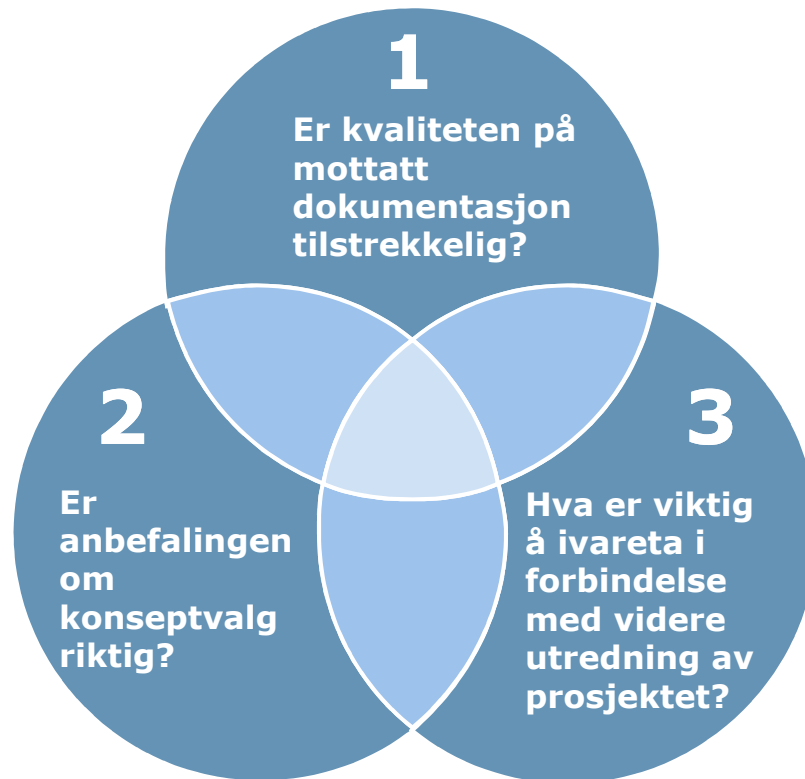 1
Er kvaliteten på
mottatt
dokumentasjon
tilstrekkelig?
2
Er
anbefalingen
om
konseptvalg
riktig?
3
Hva er viktig
å ivareta i
forbindelse
med videre
utredning av
prosjektet?